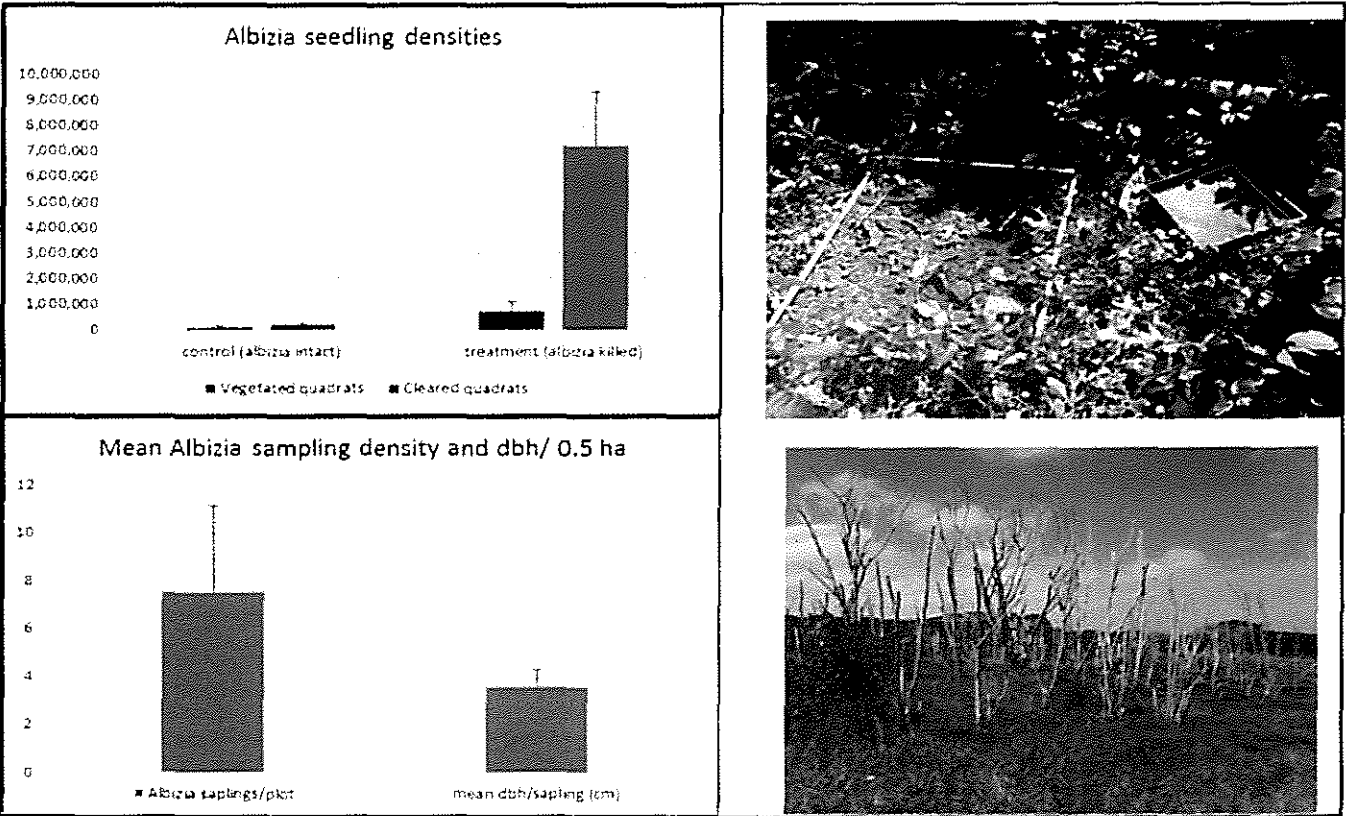 Albizia seedling densities
10,000,000
9,000,000
8,000,000
7,000,000
6,000,000
5,000,000
4,000,000
3,000,000
2,000,000
1,000,000
0
control (albizia intact)
treatment (albizia killed)
■ Vegetated quadrats ■ Cleared quadrats
Mean Albizia sampling density and dbh/ 0.5 ha
12
10
8
6
4
2
0
■ Albizia saplings/plot
mean dbh/sapling (cm)